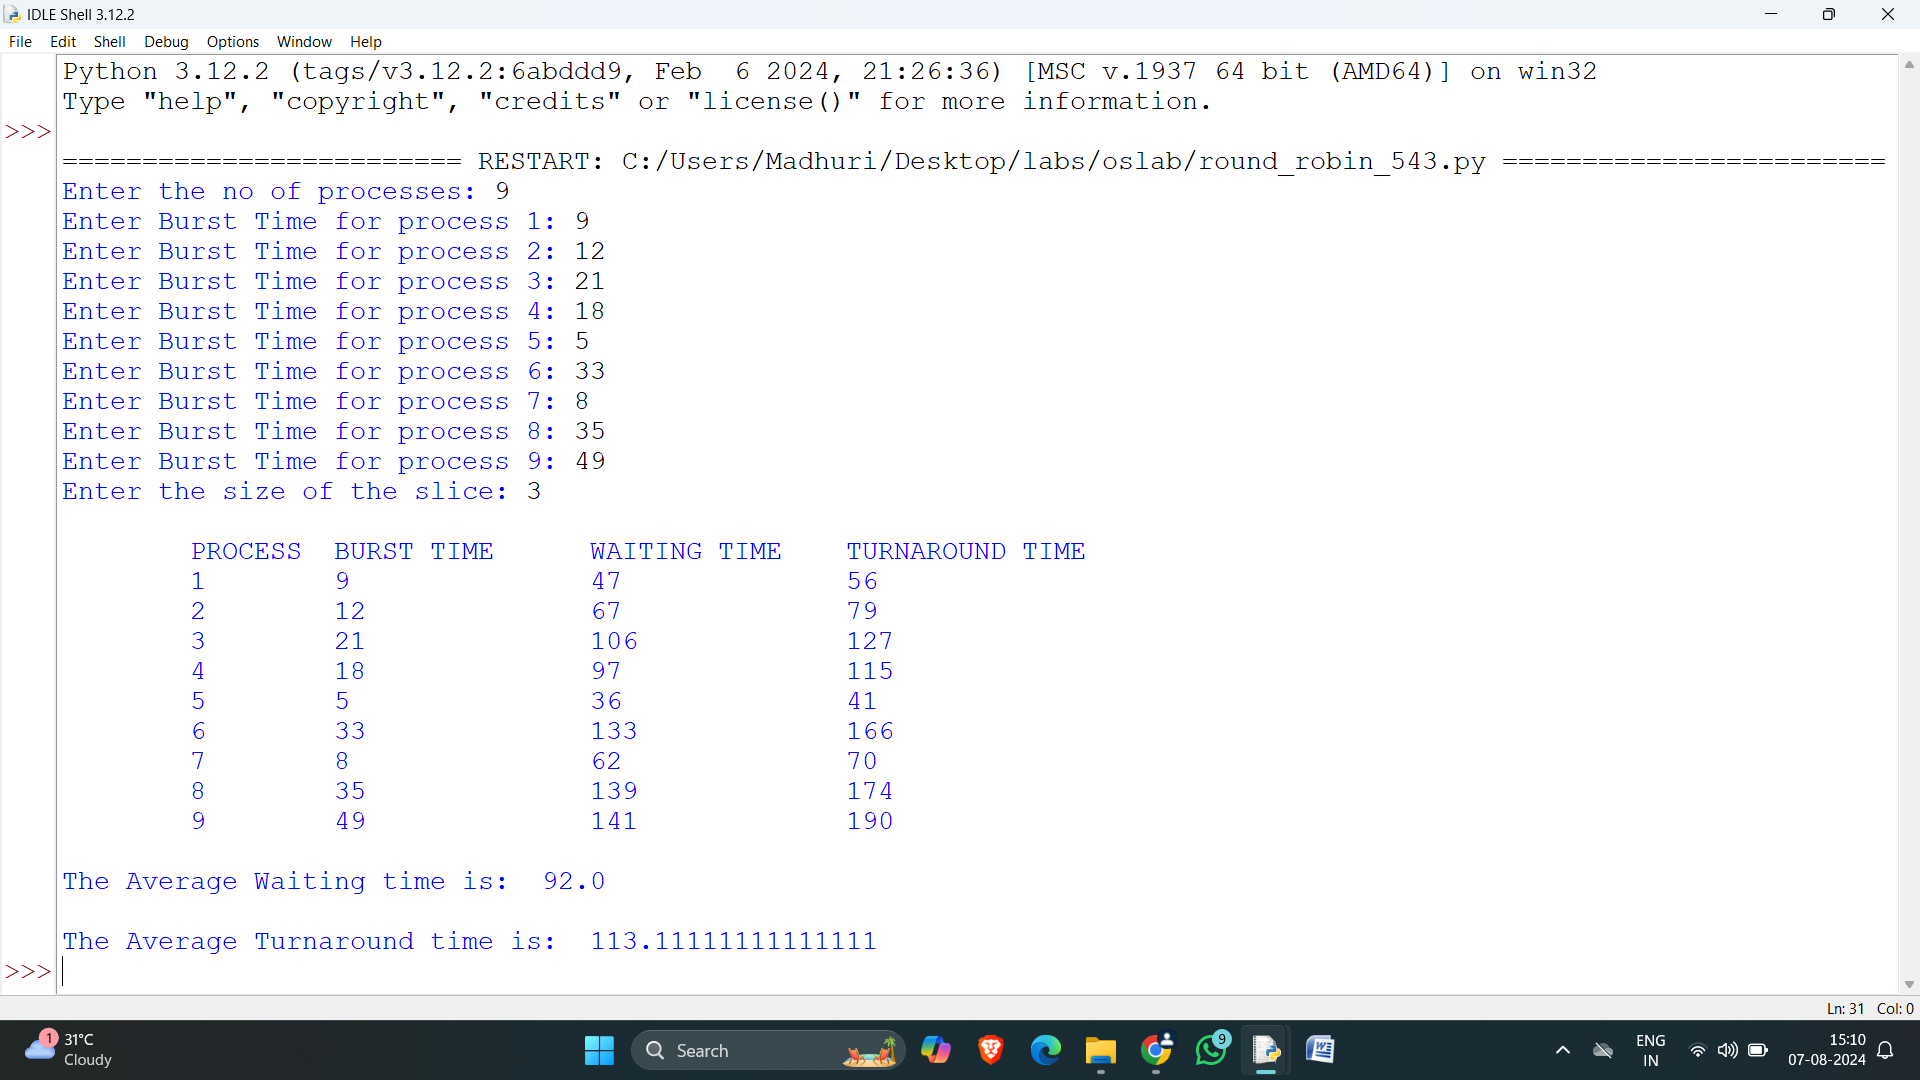 IDLE Shell 3.12.2
File Edit Shell Debug Options Window Help
Python 3.12.2 (tags/v3.12.2:6abddd9, Feb  6 2024, 21:26:36) [MSC v.1937 64 bit (AMD64)] on win32
Type "help", "copyright", "credits" or "license()" for more information.
>>>
========================= RESTART: C:/Users/Madhuri/Desktop/labs/oslab/round_robin_543.py ========================
Enter the no of processes: 9
Enter Burst Time for process 1: 9
Enter Burst Time for process 2: 12
Enter Burst Time for process 3: 21
Enter Burst Time for process 4: 18
Enter Burst Time for process 5: 5
Enter Burst Time for process 6: 33
Enter Burst Time for process 7: 8
Enter Burst Time for process 8: 35
Enter Burst Time for process 9: 49
Enter the size of the slice: 3
PROCESS BURST TIME WAITING TIME TURNAROUND TIME
1 9 47 56
2 12 67 79
3 21 106 127
4 18 97 115
5 5 36 41
6 33 133 166
7 8 62 70
8 35 139 174
9 49 141 190
The Average Waiting time is:  92.0
The Average Turnaround time is:  113.11111111111111
>>>
Ln: 31 Col: 0
1
31°C
Cloudy
Search
9
ENG
IN
15:10
07-08-2024